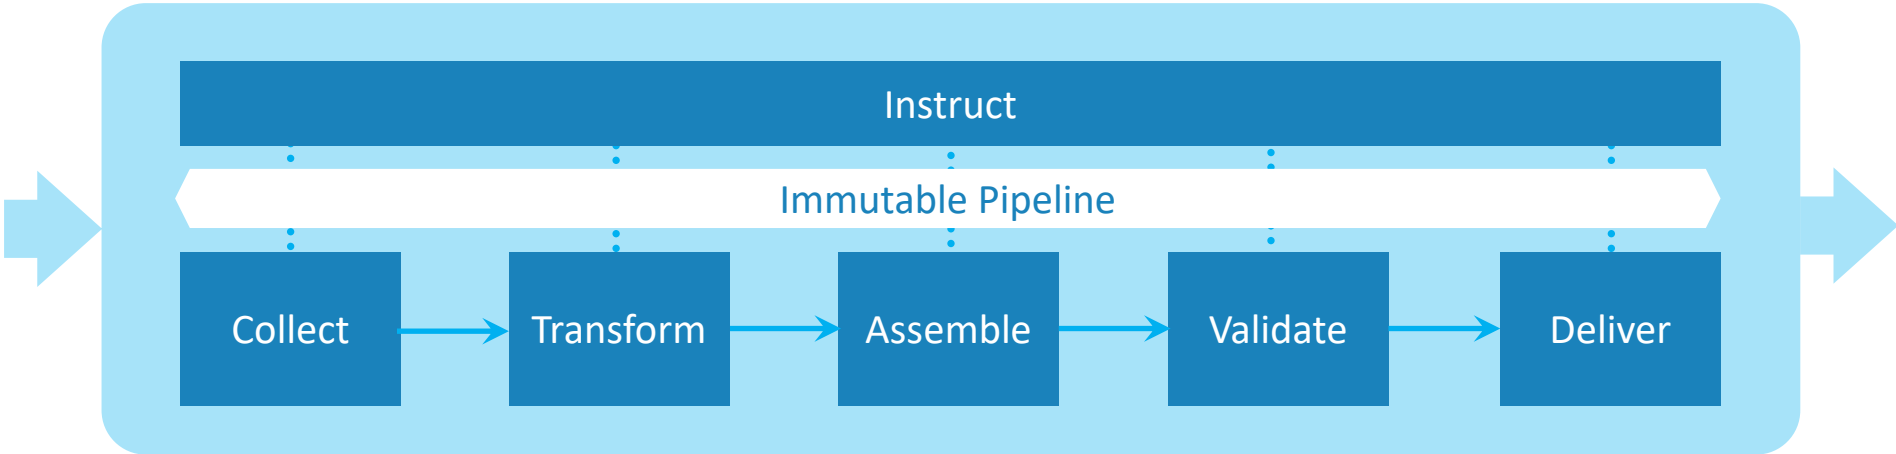 Instruct
Immutable Pipeline
Collect
Transform
Assemble
Validate
Deliver